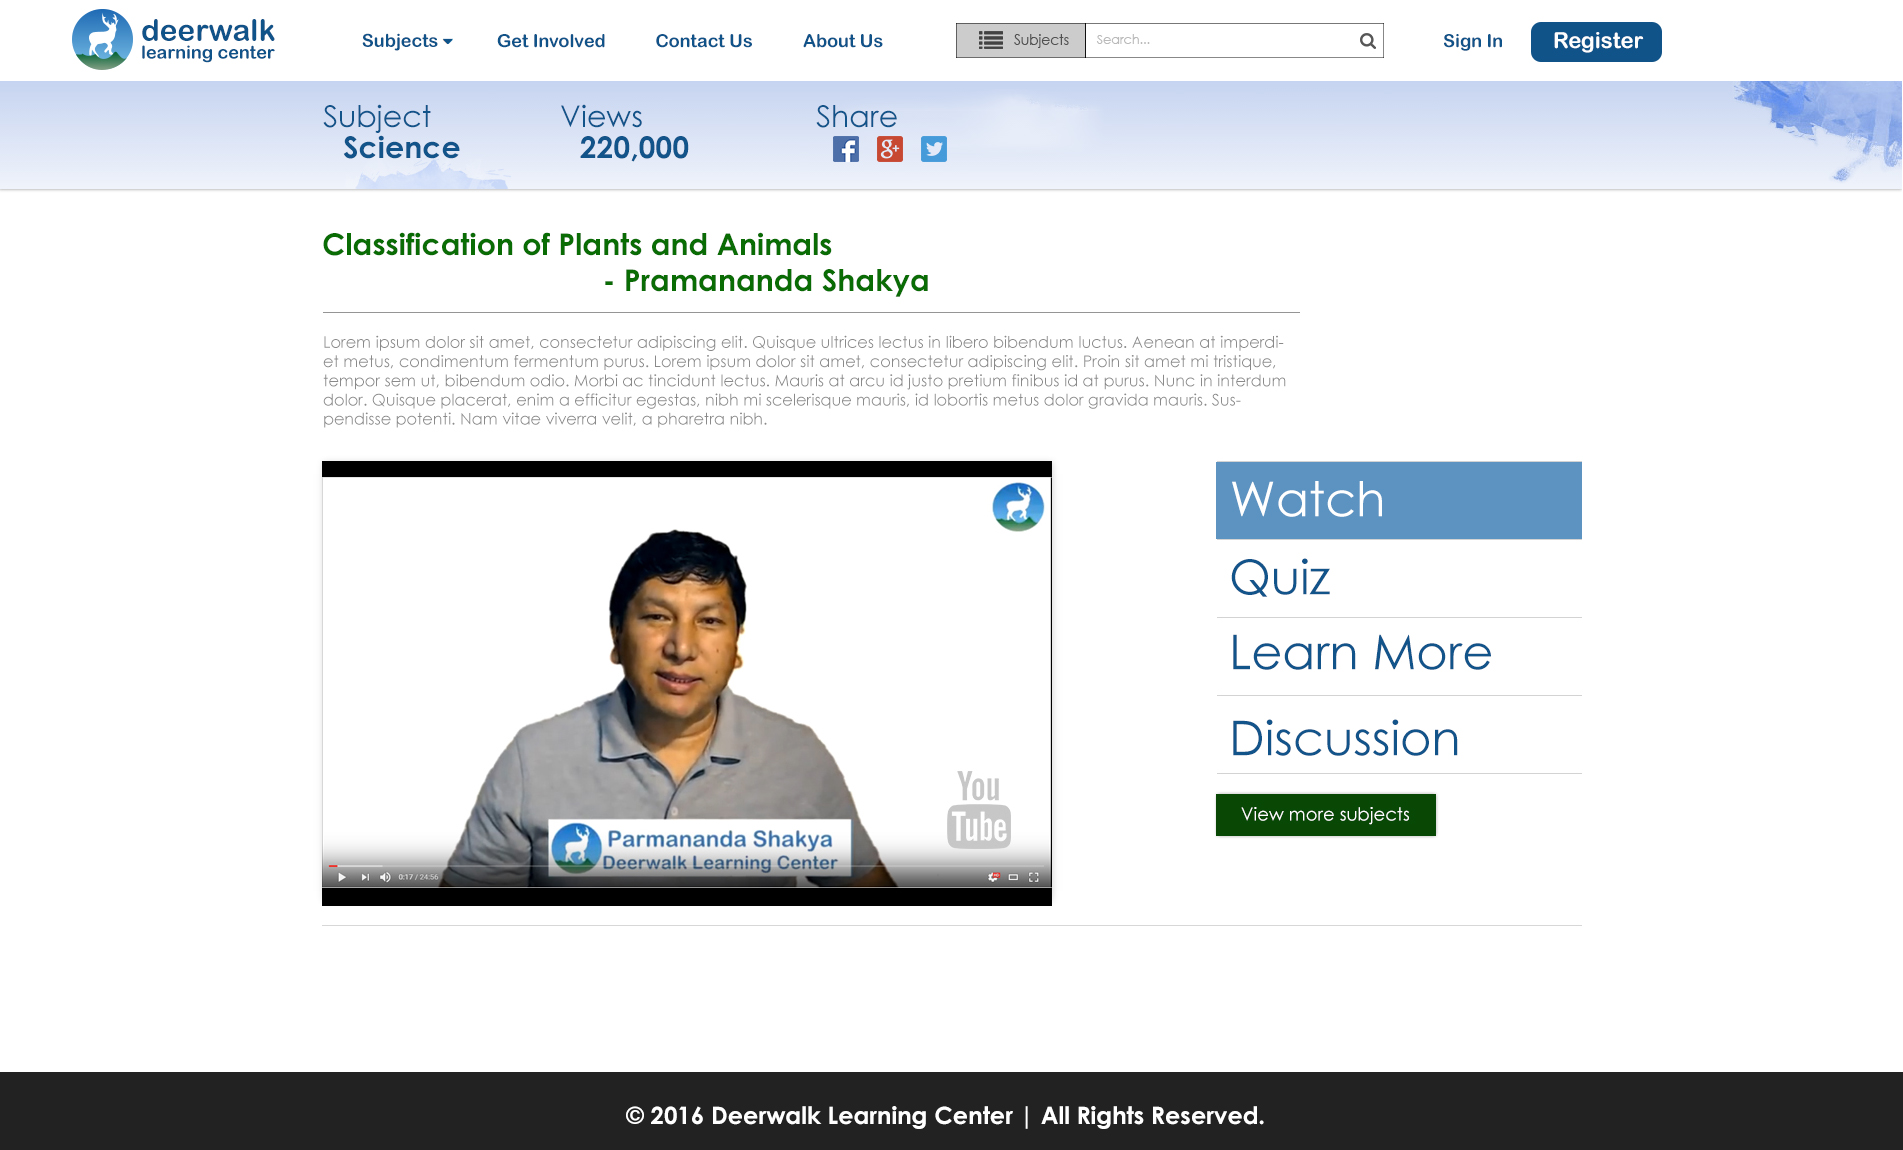 deerwalk
learning center
Subjects
Get Involved
Contact Us
About Us
Subjects
Search...
Sign In
Register
Subject
Science
Views
220,000
Share
f
g+
Classification of Plants and Animals
- Pramananda Shakya
Lorem ipsum dolor sit amet, consectetur adipiscing elit. Quisque ultrices lectus in libero bibendum luctus. Aenean at imperdi-
et metus, condimentum fermentum purus. Lorem ipsum dolor sit amet, consectetur adipiscing elit. Proin sit amet mi tristique,
tempor sem ut, bibendum odio. Morbi ac tincidunt lectus. Mauris at arcu id justo pretium finibus id at purus. Nunc in interdum
dolor. Quisque placerat, enim a efficitur egestas, nibh mi scelerisque mauris, id lobortis metus dolor gravida mauris. Sus-
pendisse potenti. Nam vitae viverra velit, a pharetra nibh.
You
Tube
Parmananda Shakya
Deerwalk Learning Center
0:17 / 24:56
Watch
Quiz
Learn More
Discussion
View more subjects
© 2016 Deerwalk Learning Center | All Rights Reserved.